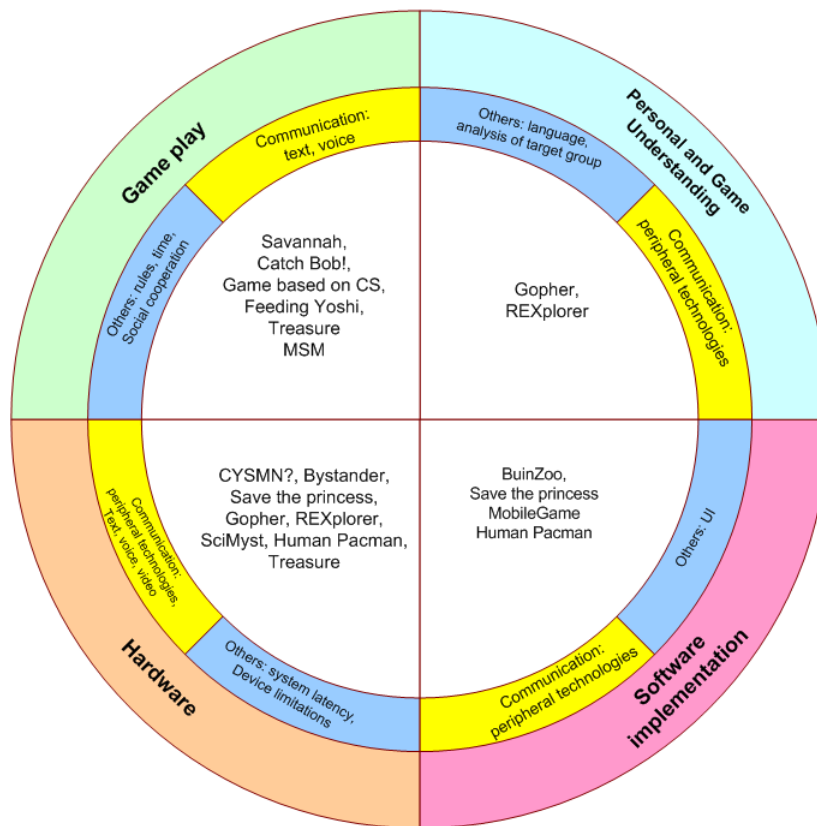 Game play
Communication:
text, voice
Others: rules, time,
Social cooperation
Savannah,
Catch Bob!,
Game based on CS,
Feeding Yoshi,
Treasure
MSM
Personal and Game
Understanding
Others: language,
analysis of target group
Communication:
peripheral technologies
Gopher,
REXplorer
Hardware
Communication:
peripheral technologies,
Text, voice, video
Others: system latency,
Device limitations
CYSMN?, Bystander,
Save the princess,
Gopher, REXplorer,
SciMyst, Human Pacman,
Treasure
Software
implementation
Others: UI
Communication:
peripheral technologies
BuinZoo,
Save the princess
MobileGame
Human Pacman